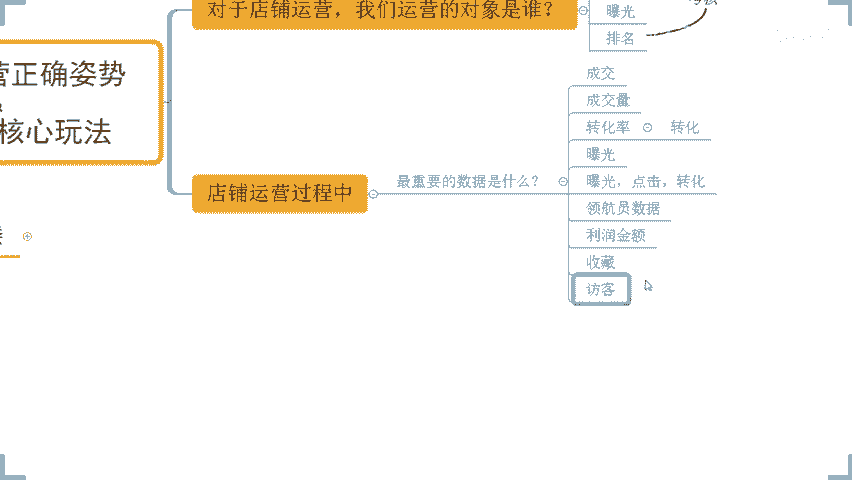 对于店铺运营，我们运营的对象是谁？
曝光
排名
营正确姿势
核心玩法
店铺运营过程中
最重要的数据是什么？
成交
成交量
转化率
转化
曝光
曝光，点击，转化
领航员数据
利润金额
收藏
访客